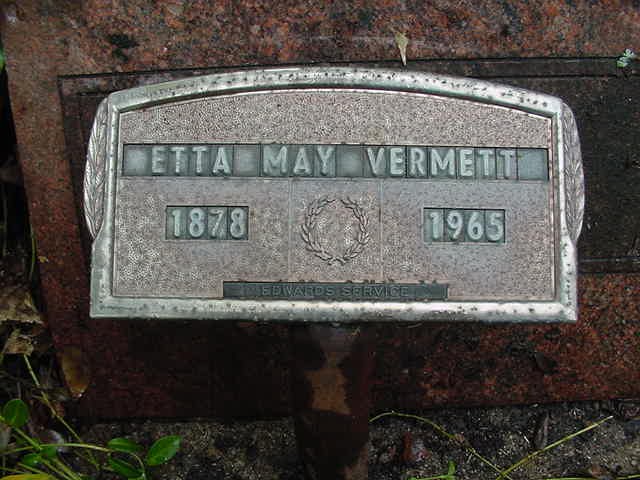 ETTA MAY VERMETT
1878 1965
EDWARDS SERVICE